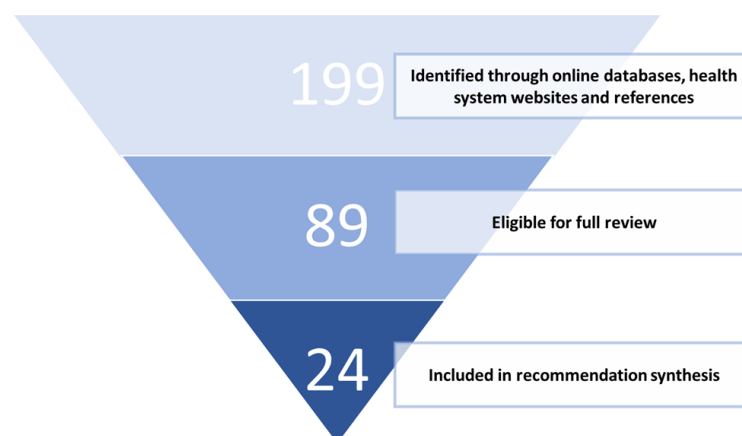 199
Identified through online databases, health
system websites and references
89
Eligible for full review
24
Included in recommendation synthesis